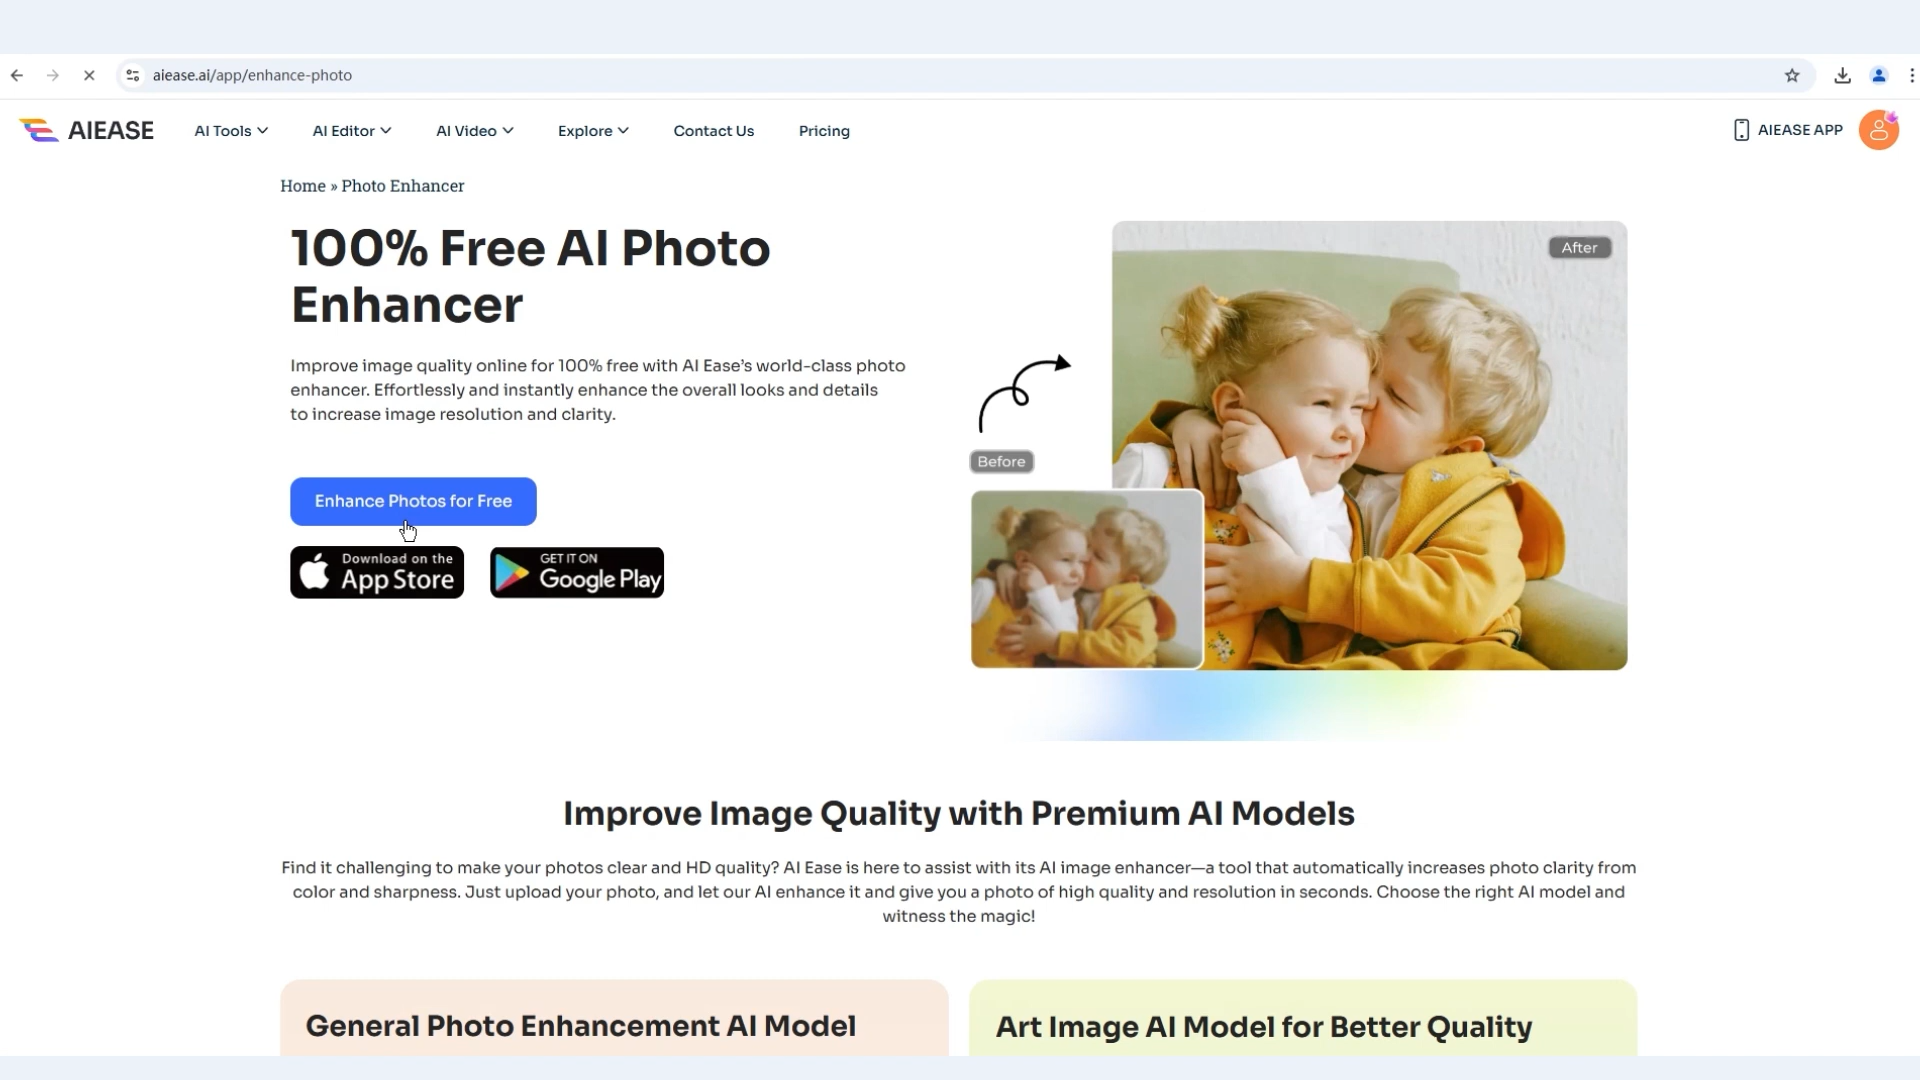 aiease.ai/app/enhance-photo
AIEASE
AI Tools
AI Editor
AI Video
Explore
Contact Us
Pricing
AIEASE APP
Home » Photo Enhancer
100% Free AI Photo
Enhancer
Improve image quality online for 100% free with AI Ease’s world-class photo
enhancer. Effortlessly and instantly enhance the overall looks and details
to increase image resolution and clarity.
Enhance Photos for Free
Download on the
App Store
GET IT ON
Google Play
After
Before
Improve Image Quality with Premium AI Models
Find it challenging to make your photos clear and HD quality? AI Ease is here to assist with its AI image enhancer—a tool that automatically increases photo clarity from
color and sharpness. Just upload your photo, and let our AI enhance it and give you a photo of high quality and resolution in seconds. Choose the right AI model and
witness the magic!
General Photo Enhancement AI Model
Art Image AI Model for Better Quality